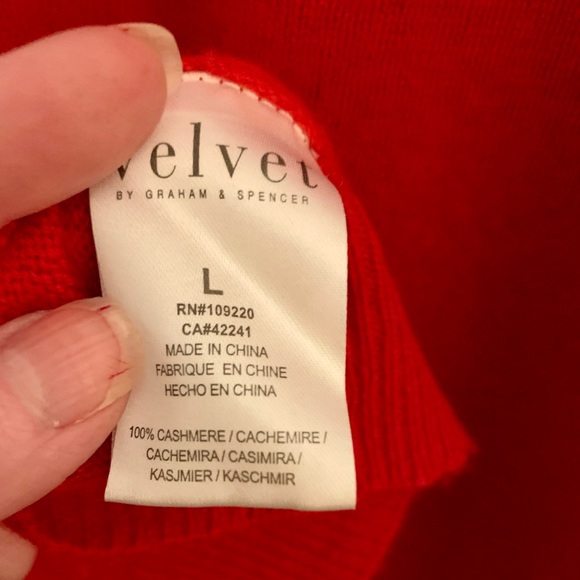 velvet
BY GRAHAM & SPENCER
L
RN#109220
CA#42241
MADE IN CHINA
FABRIQUE EN CHINE
HECHO EN CHINA
100% CASHMERE / CACHEMIRE /
CACHEMIRA / CASIMIRA /
KASJMIER / KASCHMIR